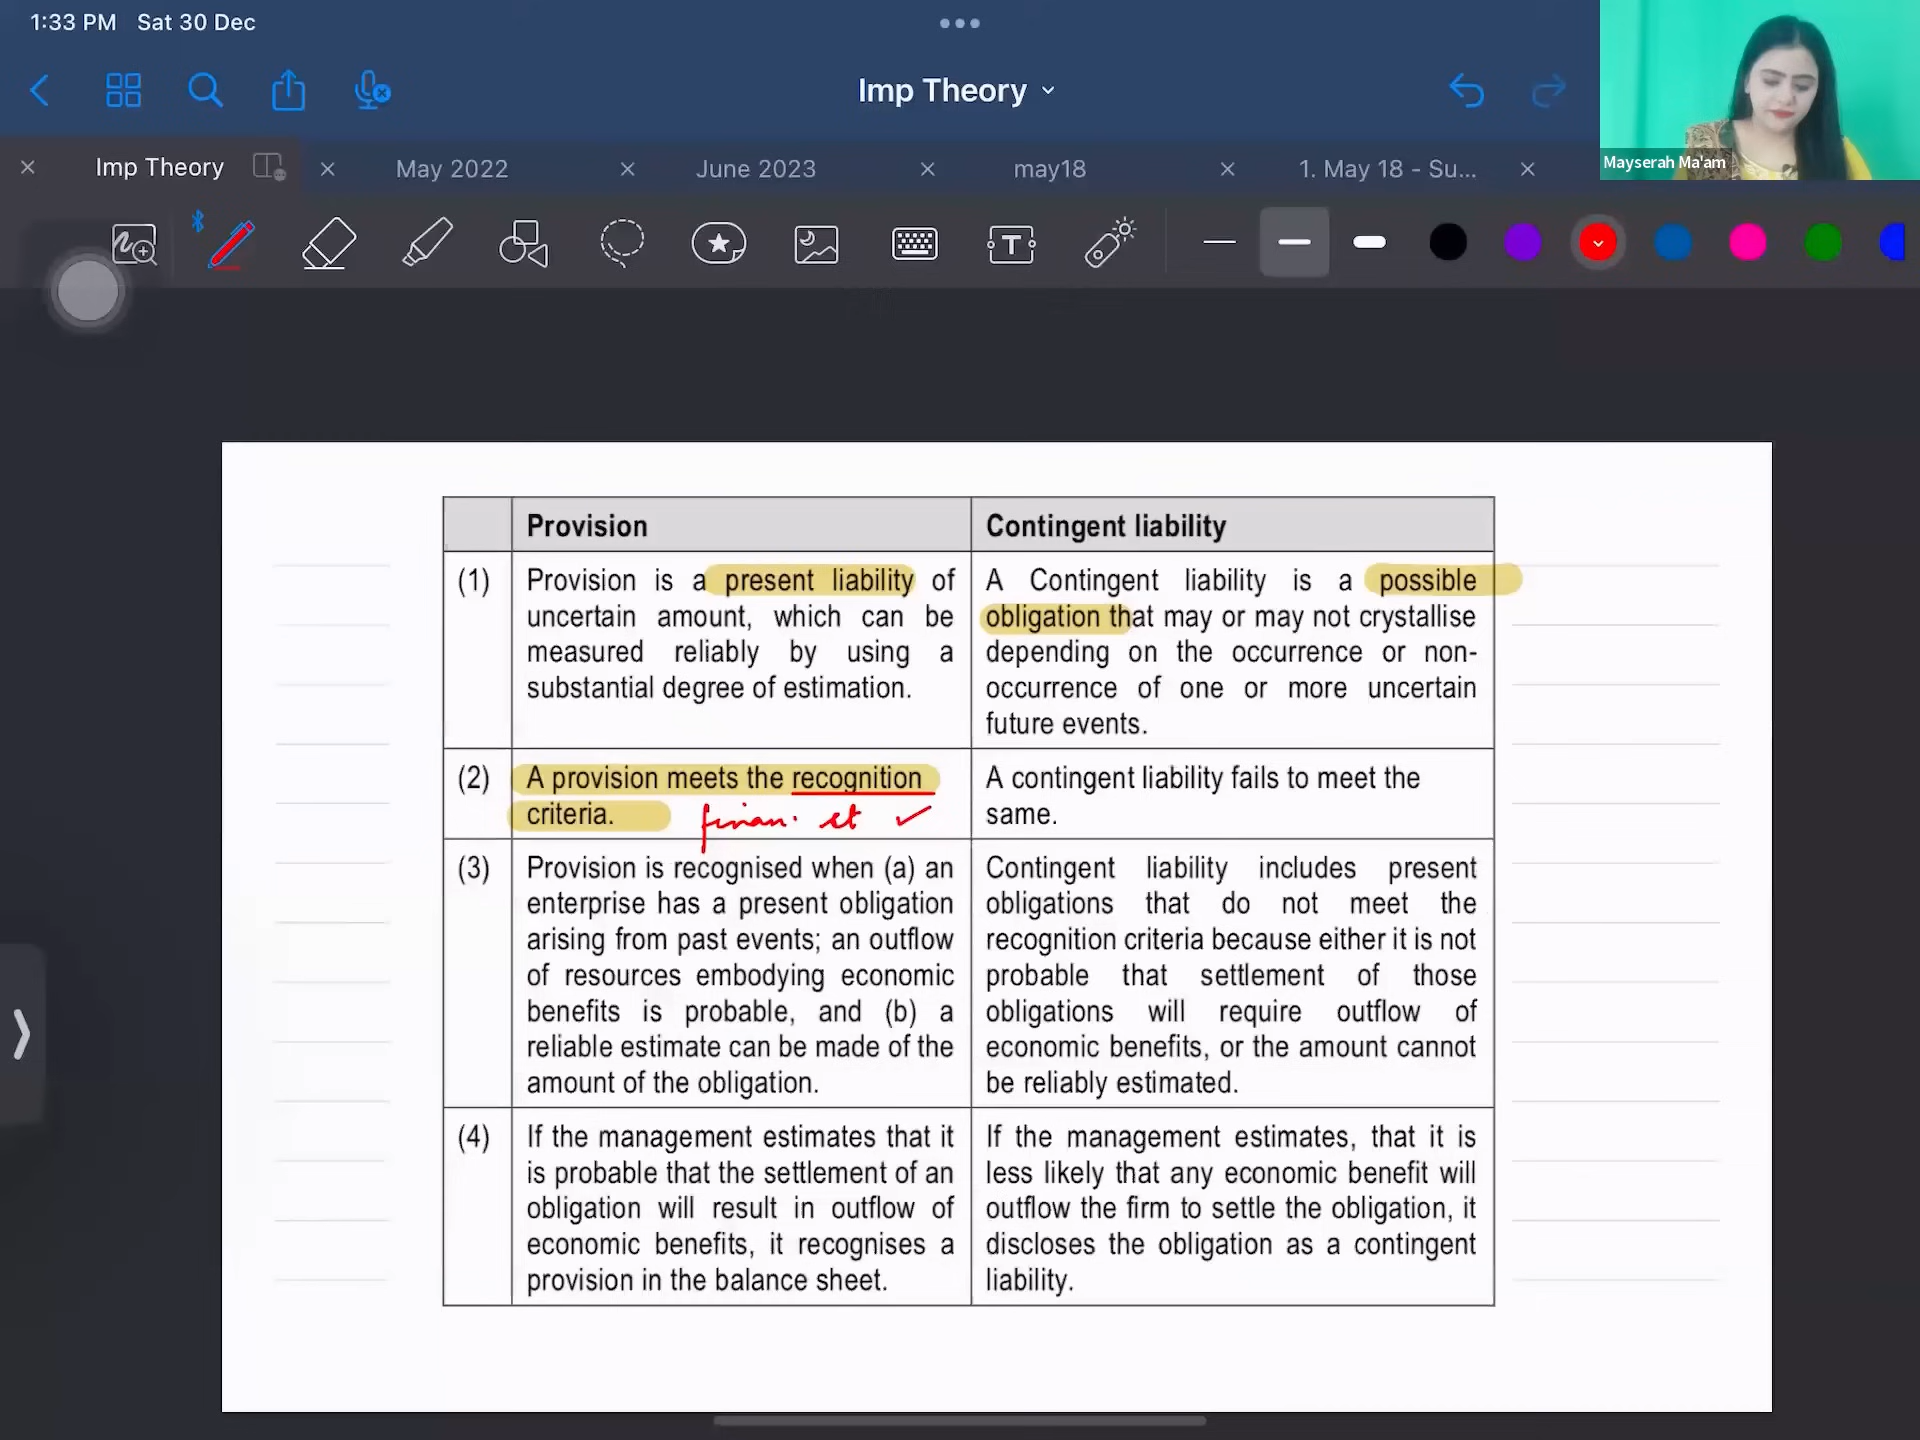 1:33 PM Sat 30 Dec
Imp Theory
Mayserah Ma'am
Imp Theory
May 2022
June 2023
may18
1. May 18 - Su...
T
Provision
Contingent liability
(1)
Provision is a present liability of
uncertain amount, which can be
measured reliably by using a
substantial degree of estimation.
A Contingent liability is a possible
obligation that may or may not crystallise
depending on the occurrence or non-
occurrence of one or more uncertain
future events.
(2)
A provision meets the recognition
criteria.
finan. st ✓
A contingent liability fails to meet the
same.
(3)
Provision is recognised when (a) an
enterprise has a present obligation
arising from past events; an outflow
of resources embodying economic
benefits is probable, and (b) a
reliable estimate can be made of the
amount of the obligation.
Contingent liability includes present
obligations that do not meet the
recognition criteria because either it is not
probable that settlement of those
obligations will require outflow of
economic benefits, or the amount cannot
be reliably estimated.
(4)
If the management estimates that it
is probable that the settlement of an
obligation will result in outflow of
economic benefits, it recognises a
provision in the balance sheet.
If the management estimates, that it is
less likely that any economic benefit will
outflow the firm to settle the obligation, it
discloses the obligation as a contingent
liability.